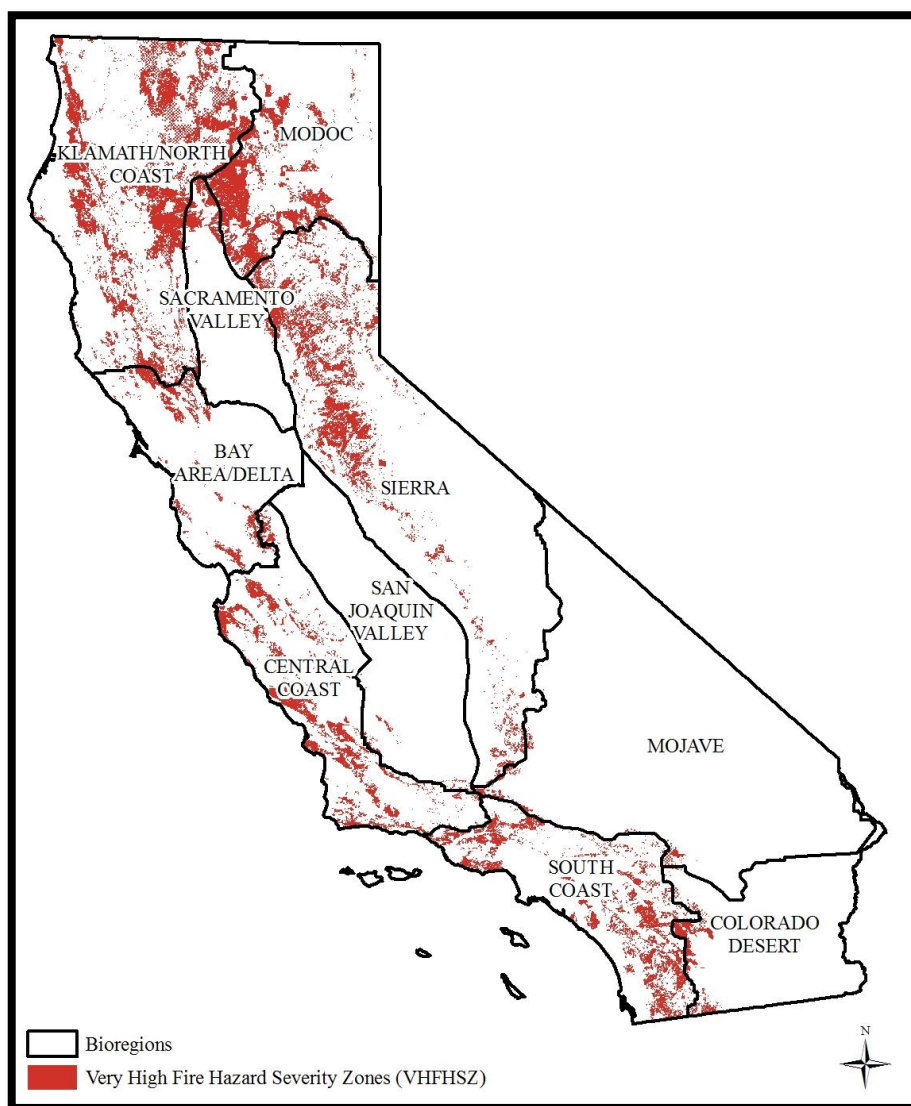 MODOC
KLAMATH/NORTH
COAST
SACRAMENTO
VALLEY
BAY
AREA/DELTA
SIERRA
SAN
JOAQUIN
VALLEY
CENTRAL
COAST
MOJAVE
SOUTH
COAST
COLORADO
DESERT
Bioregions
Very High Fire Hazard Severity Zones (VHFHSZ)
N